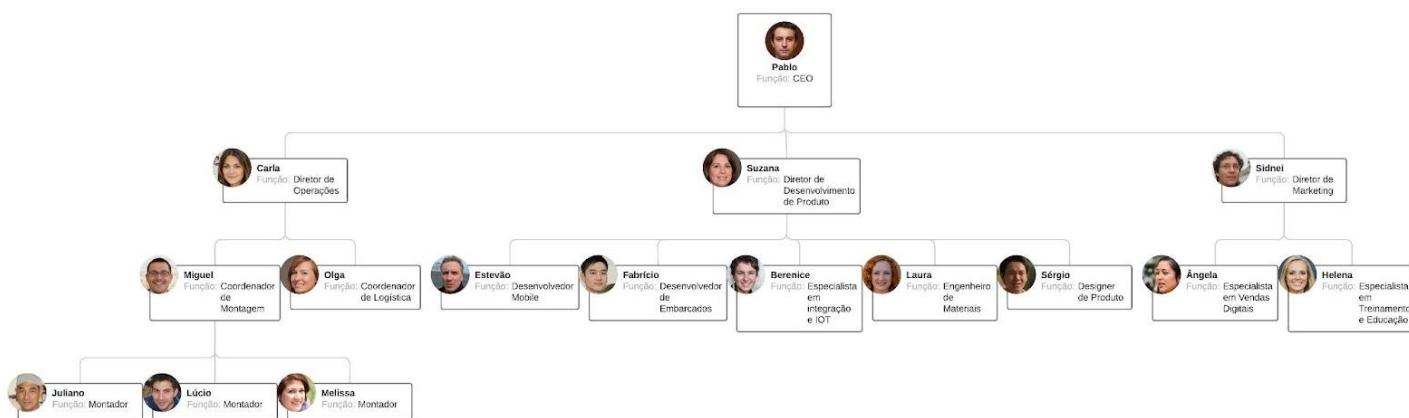 Pablo
Função: CEO
Carla
Função: Diretor de
Operações
Suzana
Função: Diretor de
Desenvolvimento
de Produto
Sidnei
Função: Diretor de
Marketing
Miguel
Função: Coordenador
de
Montagem
Olga
Função: Coordenador
de Logística
Estevão
Função: Desenvolvedor
Mobile
Fabrício
Função: Desenvolvedor
de
Embarcados
Berenice
Função: Especialista
em
integração
e IOT
Laura
Função: Engenheiro
de
Materiais
Sérgio
Função: Designer
de Produto
Ângela
Função: Especialista
em Vendas
Digitais
Helena
Função: Especialista
em
Treinamento
e Educação
Juliano
Função: Montador
Lúcio
Função: Montador
Melissa
Função: Montador